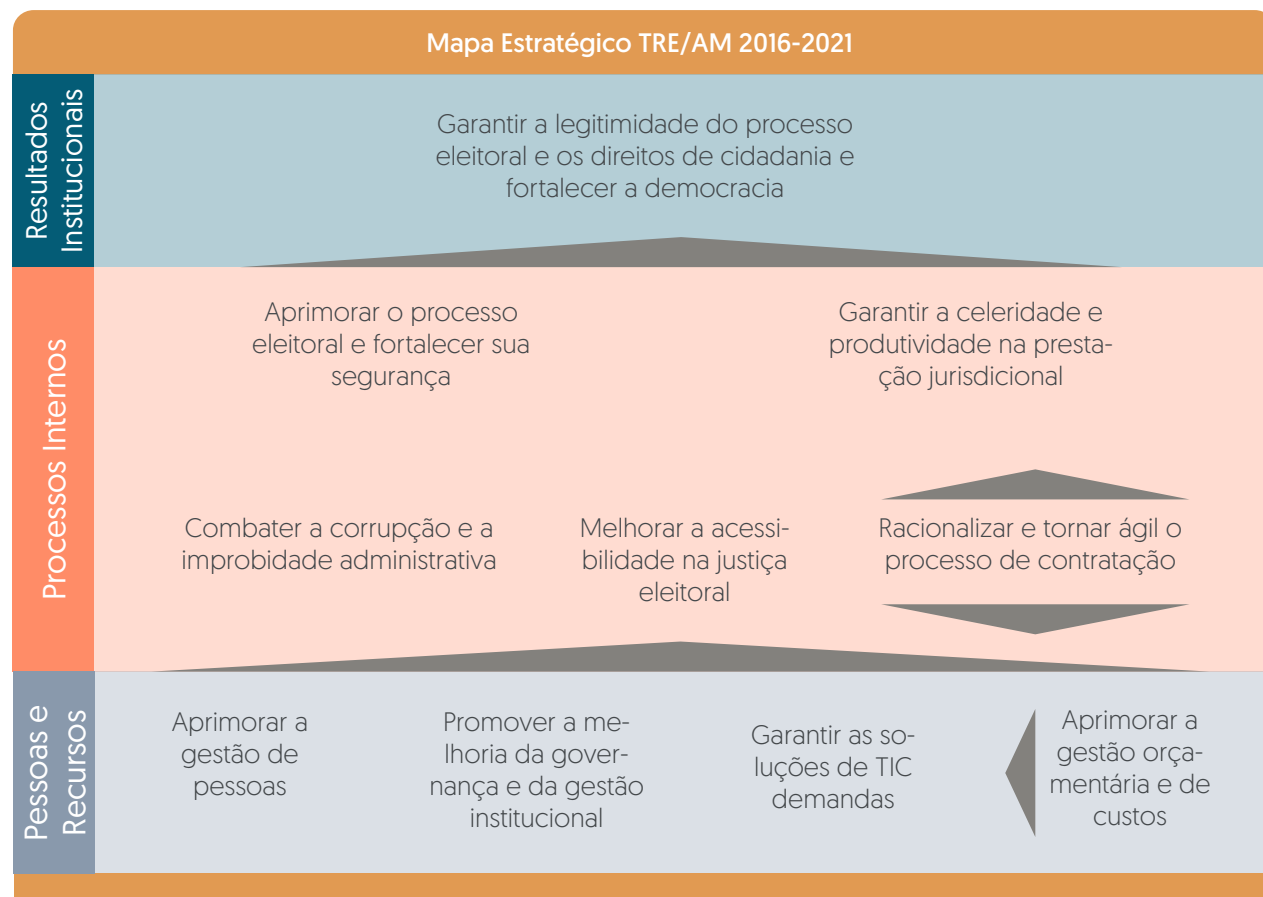 Mapa Estratégico TRE/AM 2016-2021
Resultados
Institucionais
Garantir a legitimidade do processo
eleitoral e os direitos de cidadania e
fortalecer a democracia
Processos Internos
Aprimorar o processo
eleitoral e fortalecer sua
segurança
Garantir a celeridade e
produtividade na presta-
ção jurisdicional
Combater a corrupção e a
improbidade administrativa
Melhorar a acessi-
bilidade na justiça
eleitoral
Racionalizar e tornar ágil o
processo de contratação
Pessoas e
Recursos
Aprimorar a
gestão de
pessoas
Promover a me-
lhoria da gover-
nança e da gestão
institucional
Garantir as so-
luções de TIC
demandas
Aprimorar a
gestão orça-
mentária e de
custos